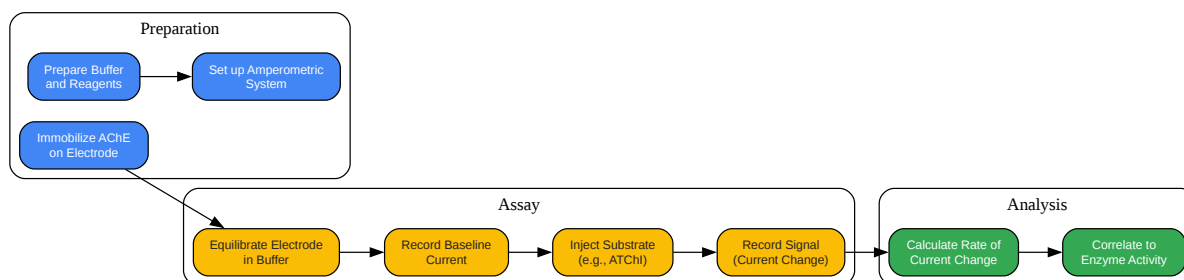 Preparation
Prepare Buffer
and Reagents
Set up Amperometric
System
Immobilize AChE
on Electrode
Assay
Equilibrate Electrode
in Buffer
Record Baseline
Current
Inject Substrate
(e.g., ATChI)
Record Signal
(Current Change)
Analysis
Calculate Rate of
Current Change
Correlate to
Enzyme Activity